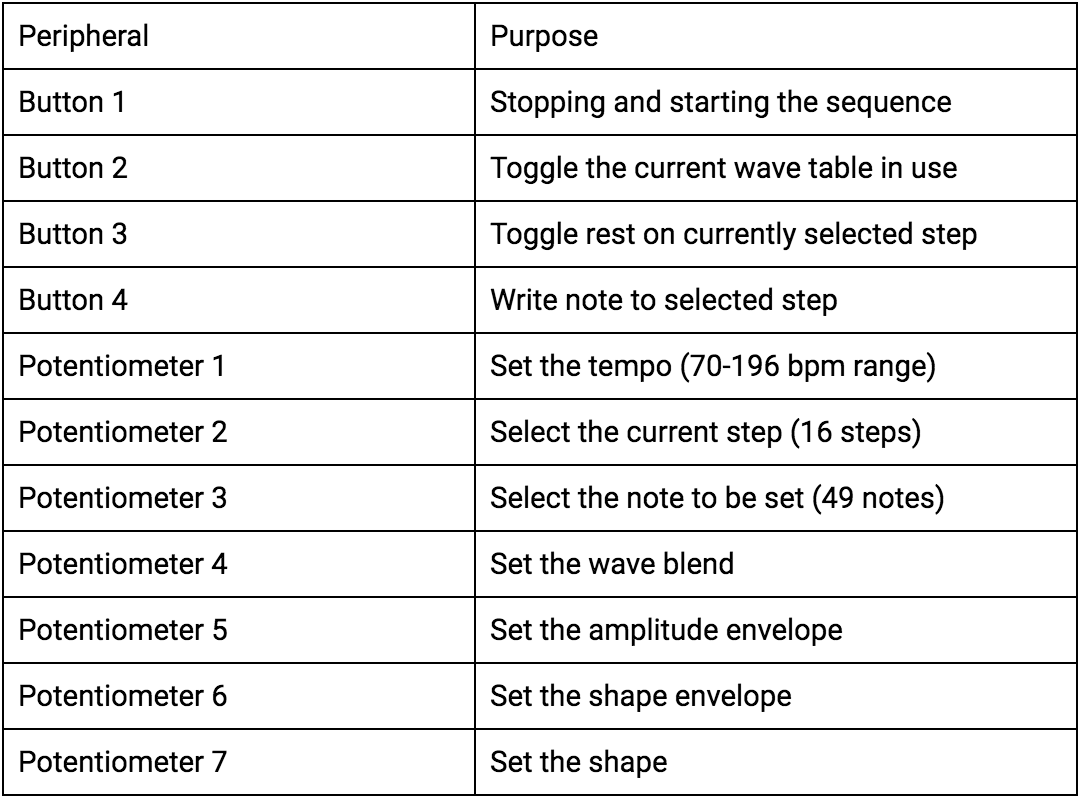 Peripheral Purpose
Button 1 Stopping and starting the sequence
Button 2 Toggle the current wave table in use
Button 3 Toggle rest on currently selected step
Button 4 Write note to selected step
Potentiometer 1 Set the tempo (70-196 bpm range)
Potentiometer 2 Select the current step (16 steps)
Potentiometer 3 Select the note to be set (49 notes)
Potentiometer 4 Set the wave blend
Potentiometer 5 Set the amplitude envelope
Potentiometer 6 Set the shape envelope
Potentiometer 7 Set the shape